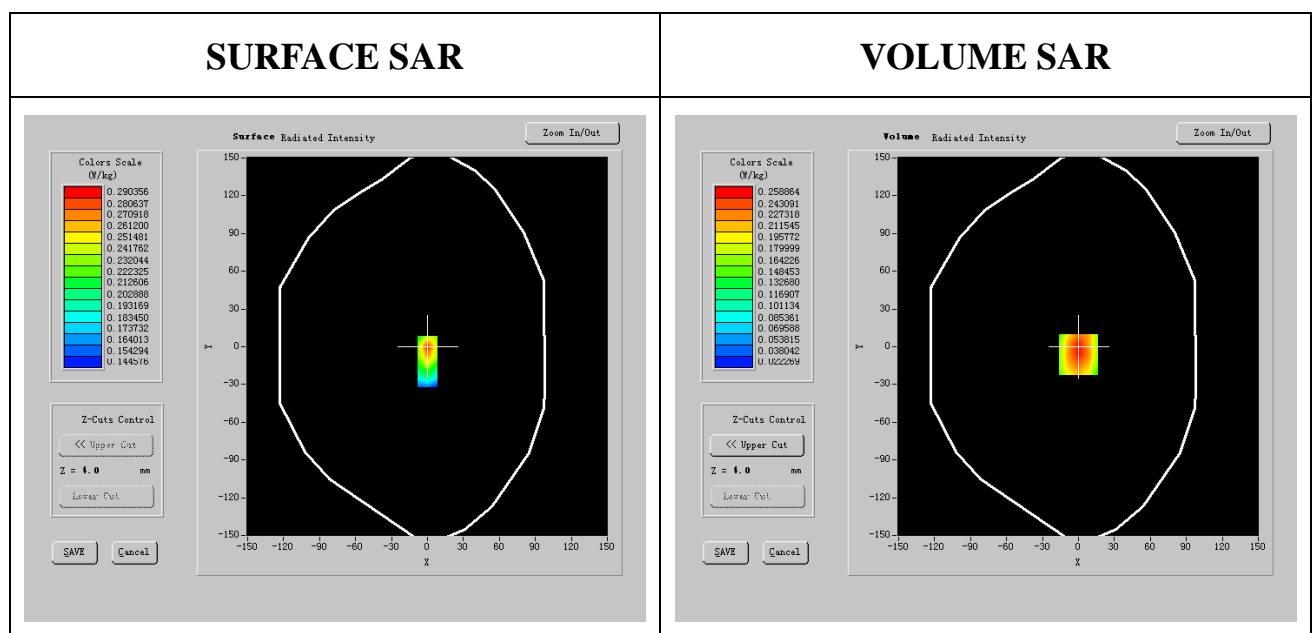 SURFACE SAR
VOLUME SAR
Surface Radiated Intensity
Zoom In/Out
Colors Scale
(W/kg)
0.290356
0.280637
0.270918
0.261200
0.251481
0.241762
0.232044
0.222325
0.212606
0.202888
0.193169
0.183450
0.173732
0.164013
0.154294
0.144576
150
120
90
60
30
0
-30
-60
-90
-120
-150
Y
-150 -120 -90 -60 -30 0 30 60 90 120 150
X
Z-Cuts Control
<< Upper Cut
Z = 4.0 mm
Lower Cut
SAVE Cancel
Volume Radiated Intensity
Zoom In/Out
Colors Scale
(W/kg)
0.258864
0.243091
0.227318
0.211545
0.195772
0.179999
0.164226
0.148453
0.132680
0.116907
0.101134
0.085361
0.069588
0.053815
0.038042
0.022269
150
120
90
60
30
0
-30
-60
-90
-120
-150
Y
-150 -120 -90 -60 -30 0 30 60 90 120 150
X
Z-Cuts Control
<< Upper Cut
Z = 4.0 mm
Lower Cut
SAVE Cancel